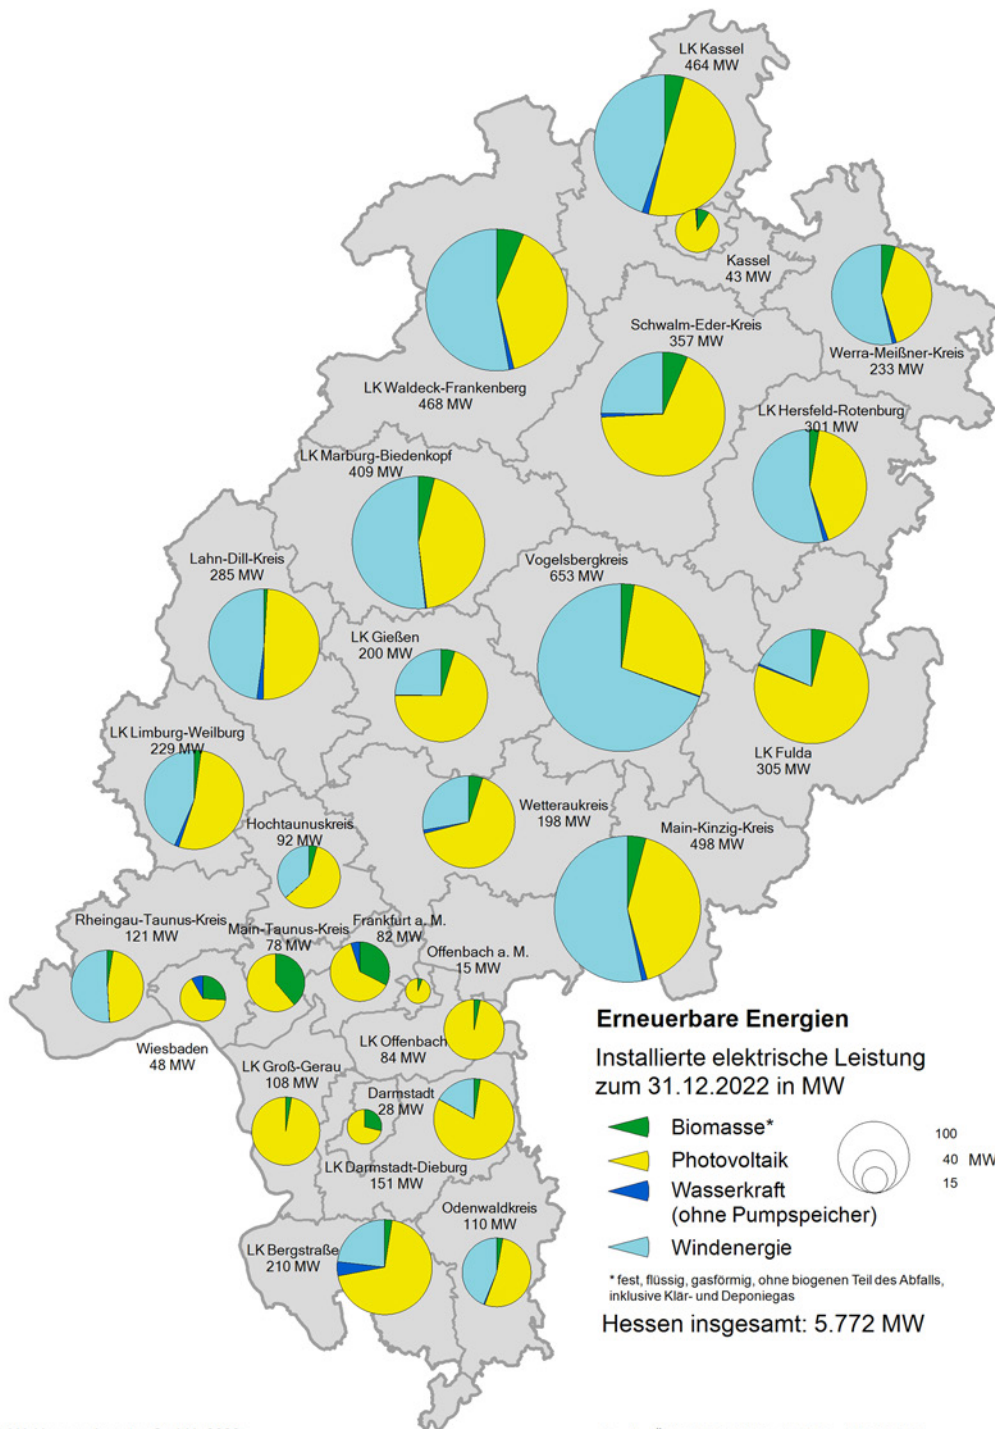 LK Kassel
464 MW
Kassel
43 MW
Werra-Meißner-Kreis
233 MW
Schwalm-Eder-Kreis
357 MW
LK Waldeck-Frankenberg
468 MW
LK Hersfeld-Rotenburg
301 MW
LK Marburg-Biedenkopf
409 MW
Lahn-Dill-Kreis
285 MW
Vogelsbergkreis
653 MW
LK Gießen
200 MW
LK Fulda
305 MW
LK Limburg-Weilburg
229 MW
Wetteraukreis
198 MW
Hochtaunuskreis
92 MW
Main-Kinzig-Kreis
498 MW
Rheingau-Taunus-Kreis
121 MW
Main-Taunus-Kreis
78 MW
Frankfurt a. M.
82 MW
Offenbach a. M.
15 MW
Wiesbaden
48 MW
LK Offenbach
84 MW
LK Groß-Gerau
108 MW
Darmstadt
28 MW
LK Darmstadt-Dieburg
151 MW
Odenwaldkreis
110 MW
LK Bergstraße
210 MW
Erneuerbare Energien
Installierte elektrische Leistung
zum 31.12.2022 in MW
Biomasse*
Photovoltaik
Wasserkraft
(ohne Pumpspeicher)
Windenergie
100
40 MW
15
* fest, flüssig, gasförmig, ohne biogenen Teil des Abfalls,
inklusive Klär- und Deponiegas
Hessen insgesamt: 5.772 MW